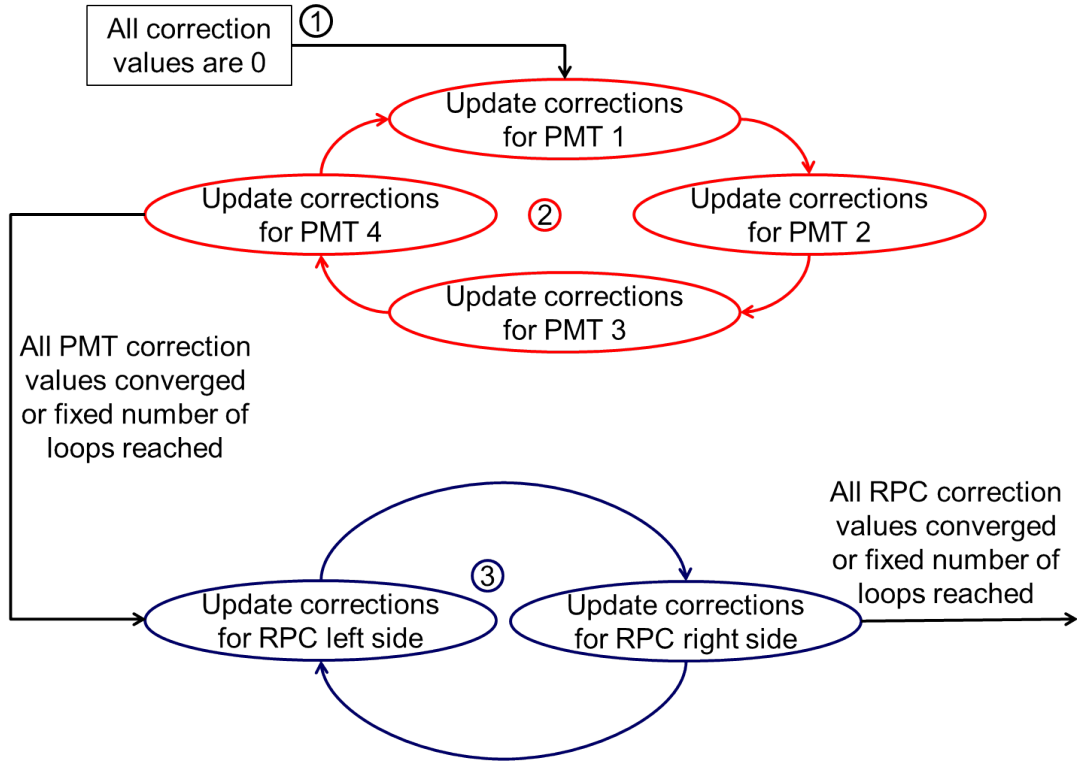 All correction
values are 0
1
Update corrections
for PMT 1
Update corrections
for PMT 4
2
Update corrections
for PMT 2
Update corrections
for PMT 3
All PMT correction
values converged
or fixed number of
loops reached
All RPC correction
values converged
or fixed number of
loops reached
3
Update corrections
for RPC left side
Update corrections
for RPC right side